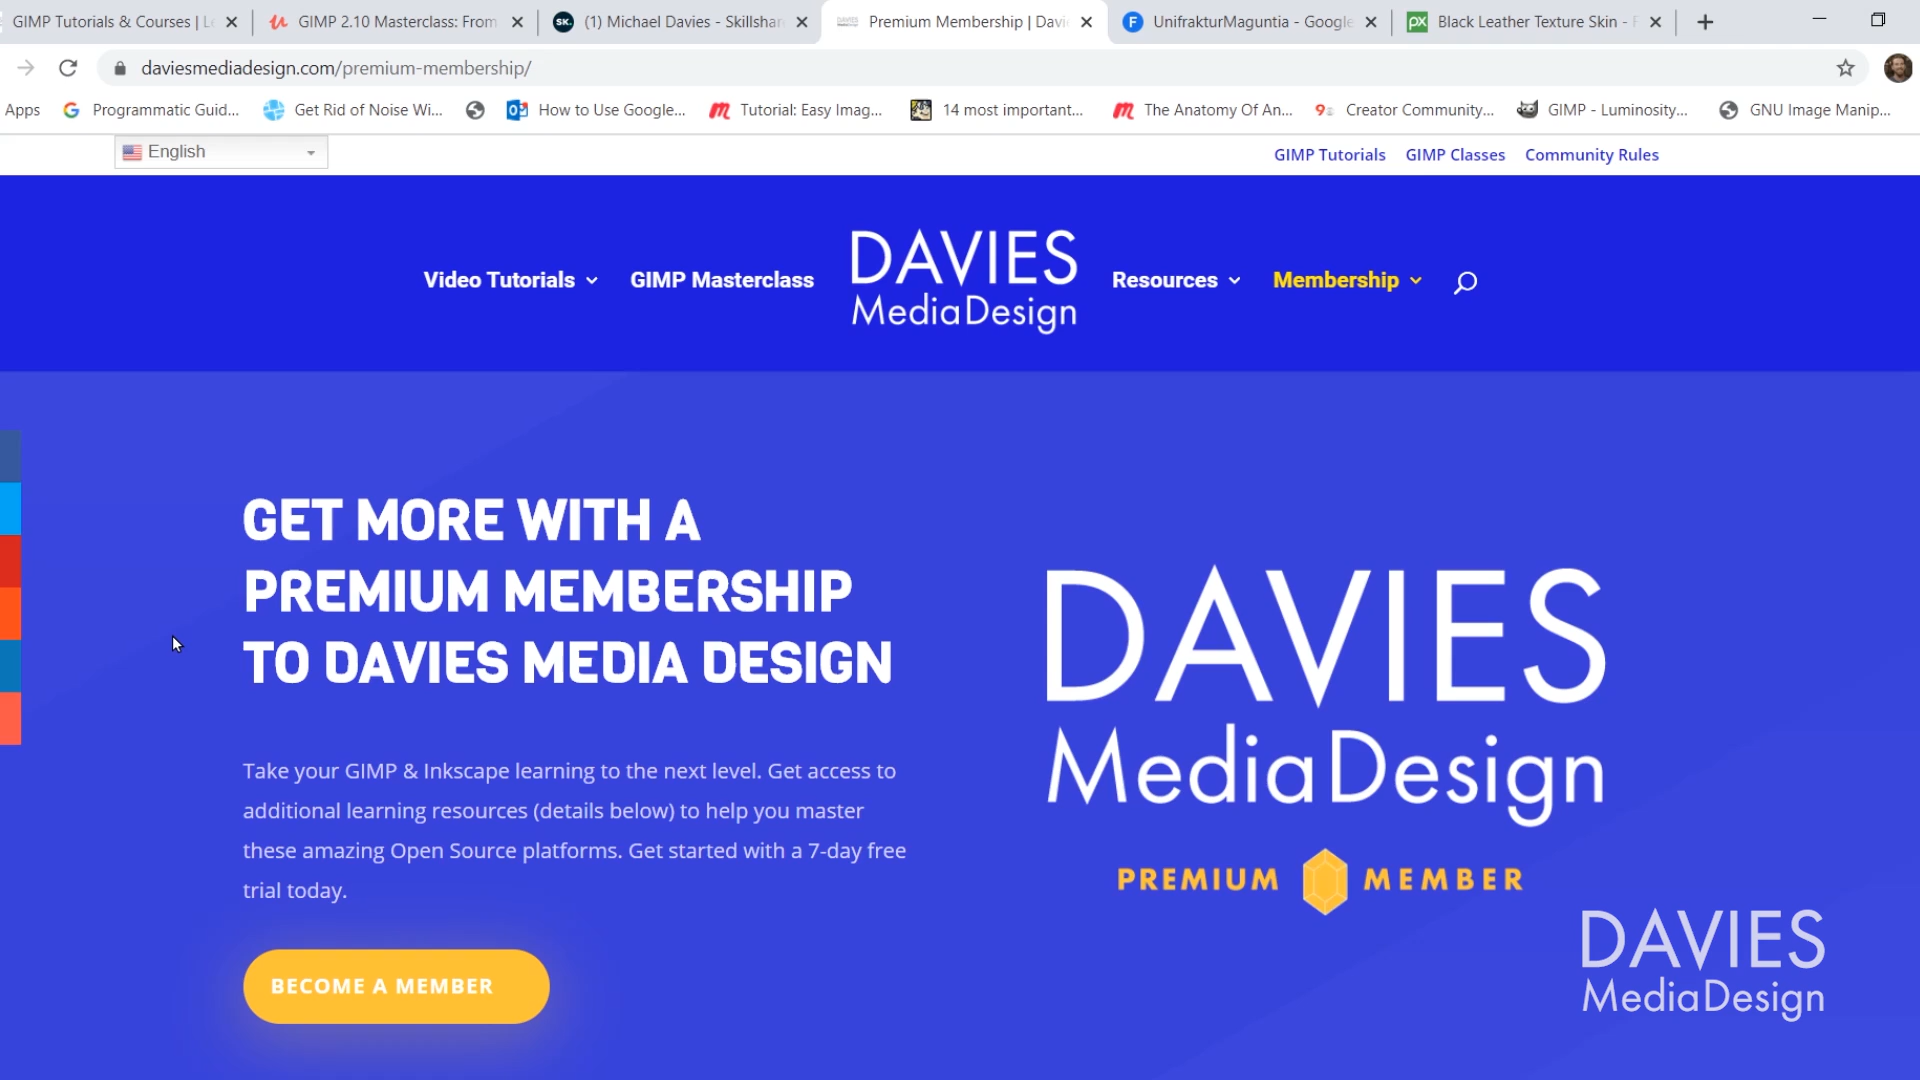 GIMP Tutorials & Courses | Le
GIMP 2.10 Masterclass: From
SK.
(1) Michael Davies - Skillshar
Premium Membership | Davi
F
UnifrakturMaguntia - Google
px
Black Leather Texture Skin - F
daviesmediadesign.com/premium-membership/
Apps
Programmatic Guid...
Get Rid of Noise Wi...
How to Use Google...
Tutorial: Easy Imag...
14 most important...
The Anatomy Of An...
Creator Community...
GIMP - Luminosity...
GNU Image Manip...
English
GIMP Tutorials
GIMP Classes
Community Rules
Video Tutorials
GIMP Masterclass
DAVIES
MediaDesign
Resources
Membership
GET MORE WITH A
PREMIUM MEMBERSHIP
TO DAVIES MEDIA DESIGN
Take your GIMP & Inkscape learning to the next level. Get access to
additional learning resources (details below) to help you master
these amazing Open Source platforms. Get started with a 7-day free
trial today.
BECOME A MEMBER
DAVIES
MediaDesign
PREMIUM MEMBER
DAVIES
MediaDesign